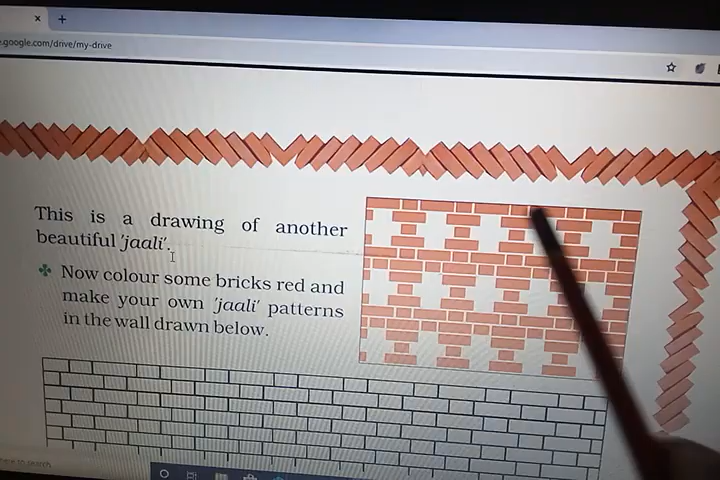 e.google.com/drive/my-drive
This is a drawing of another
beautiful 'jaali'.
Now colour some bricks red and
make your own 'jaali' patterns
in the wall drawn below.